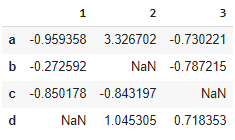 1 2 3
a -0.959358 3.326702 -0.730221
b -0.272592 NaN -0.787215
c -0.850178 -0.843197 NaN
d NaN 1.045305 0.718353